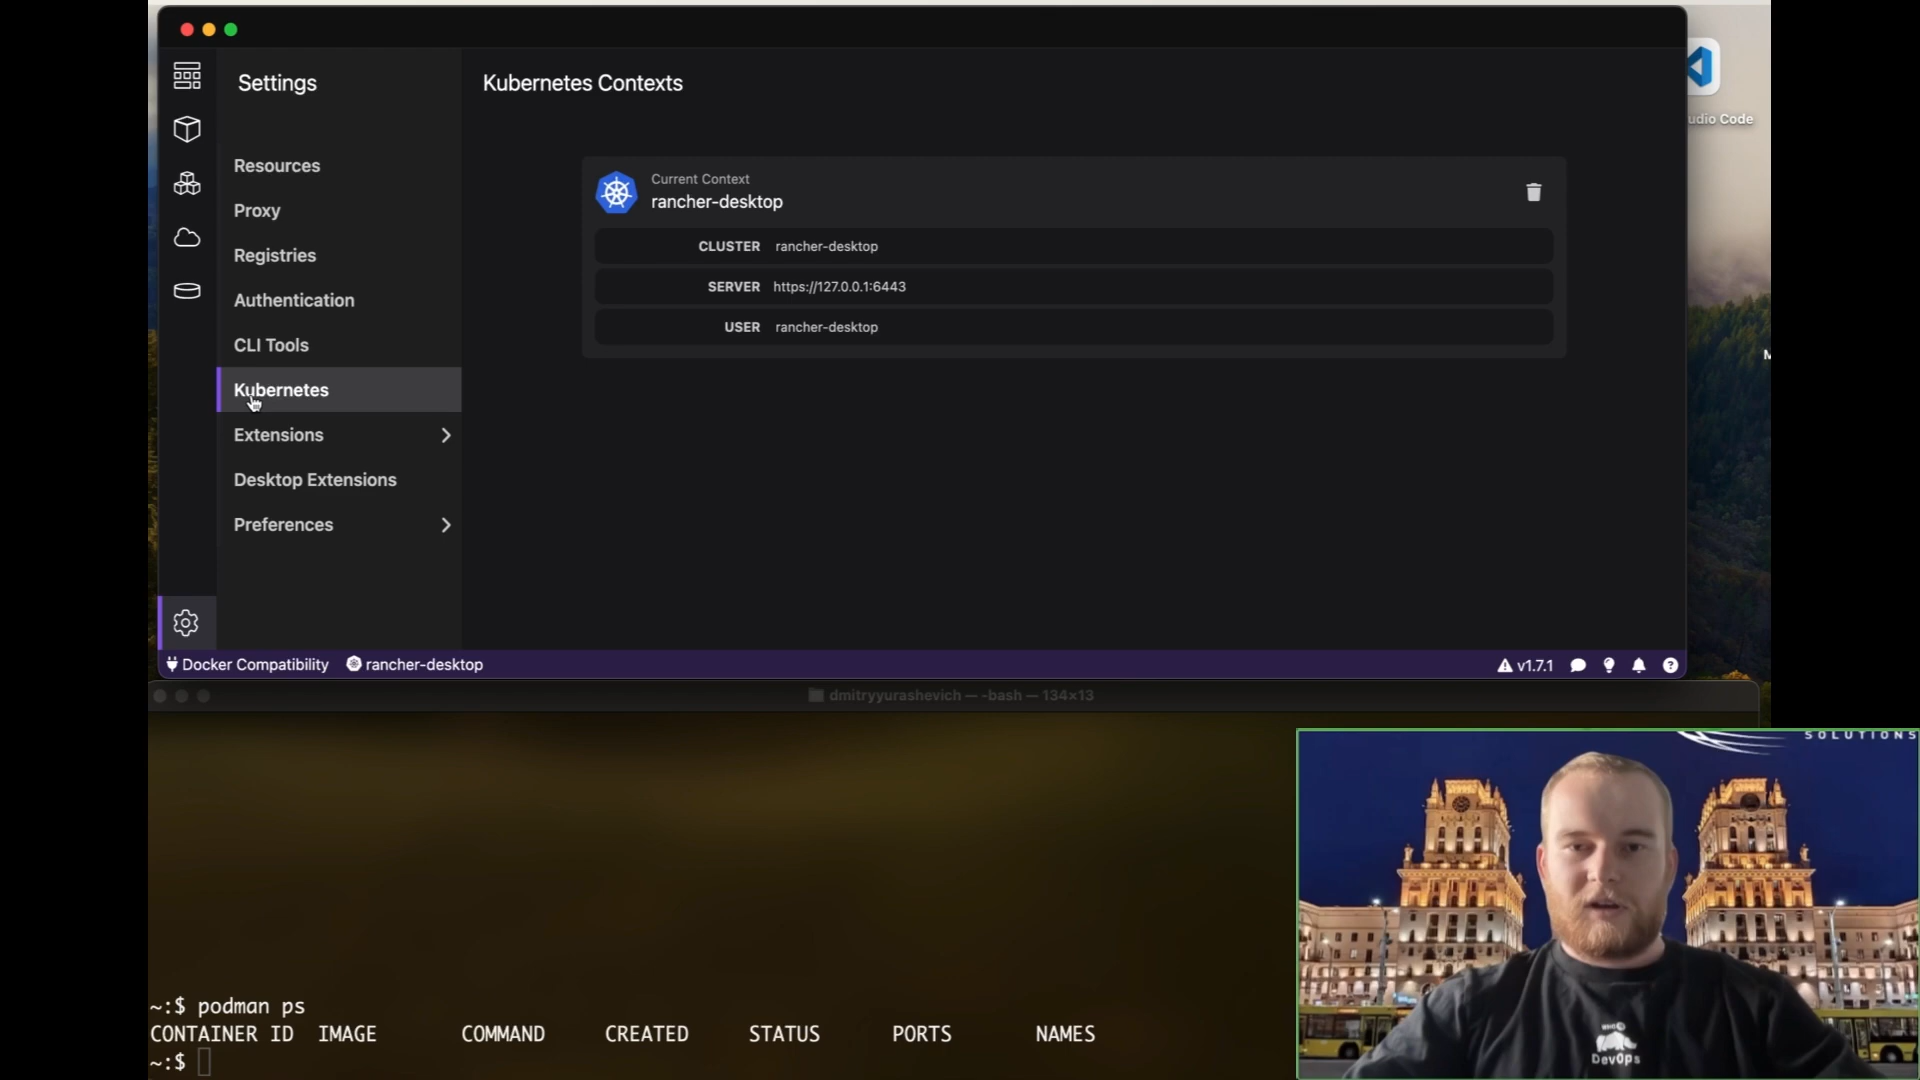 Settings
Kubernetes Contexts
Resources
Proxy
Registries
Authentication
CLI Tools
Kubernetes
Extensions
Desktop Extensions
Preferences
Current Context
rancher-desktop
CLUSTER rancher-desktop
SERVER https://127.0.0.1:6443
USER rancher-desktop
udio Code
M
Docker Compatibility rancher-desktop
v1.7.1
dmitryyurashevich — -bash — 134×13
~:$ podman ps
CONTAINER ID IMAGE COMMAND CREATED STATUS PORTS NAMES
~:$
SOLUTIONS
DevOps